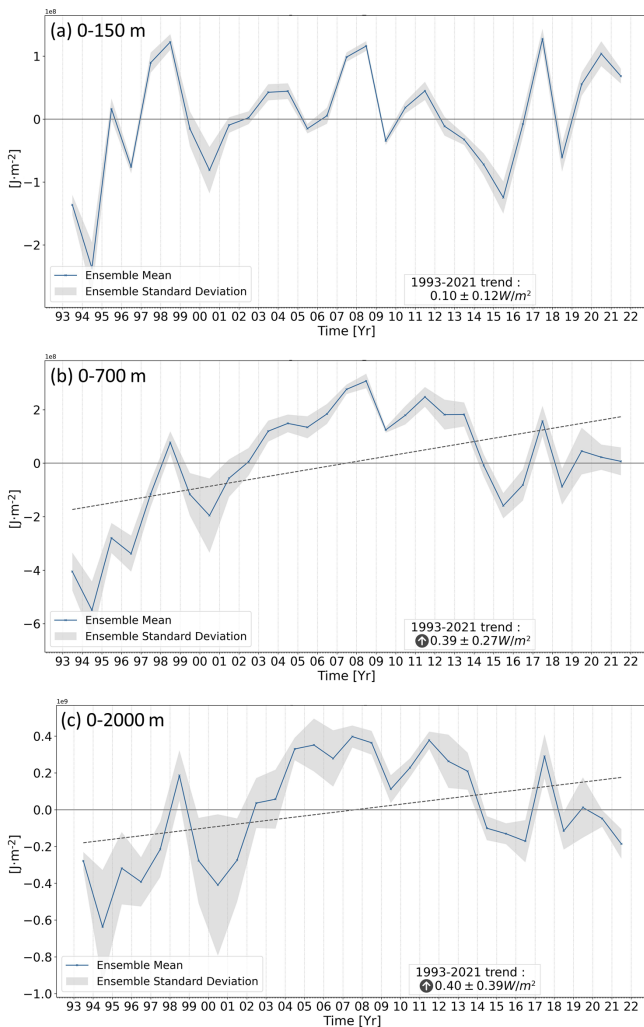 1e8
(a) 0-150 m
1
0
−1
−2
[J·m⁻²]
Ensemble Mean
Ensemble Standard Deviation
1993-2021 trend :
0.10 ± 0.12W/m²
93 94 95 96 97 98 99 00 01 02 03 04 05 06 07 08 09 10 11 12 13 14 15 16 17 18 19 20 21 22
Time [Yr]
1e8
(b) 0-700 m
2
0
−2
−4
−6
[J·m⁻²]
Ensemble Mean
Ensemble Standard Deviation
1993-2021 trend :
0.39 ± 0.27W/m²
93 94 95 96 97 98 99 00 01 02 03 04 05 06 07 08 09 10 11 12 13 14 15 16 17 18 19 20 21 22
Time [Yr]
1e9
(c) 0-2000 m
0.4
0.2
0.0
−0.2
−0.4
−0.6
−0.8
−1.0
[J·m⁻²]
Ensemble Mean
Ensemble Standard Deviation
1993-2021 trend :
0.40 ± 0.39W/m²
93 94 95 96 97 98 99 00 01 02 03 04 05 06 07 08 09 10 11 12 13 14 15 16 17 18 19 20 21 22
Time [Yr]